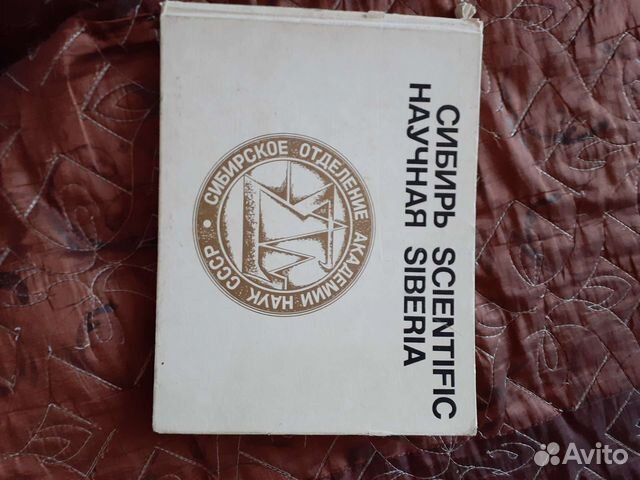 СИБИРЬ SCIENTIFIC
НАУЧНАЯ SIBERIA
СИБИРСКОЕ ОТДЕЛЕНИЕ АКАДЕМИИ НАУК СССР
Avito